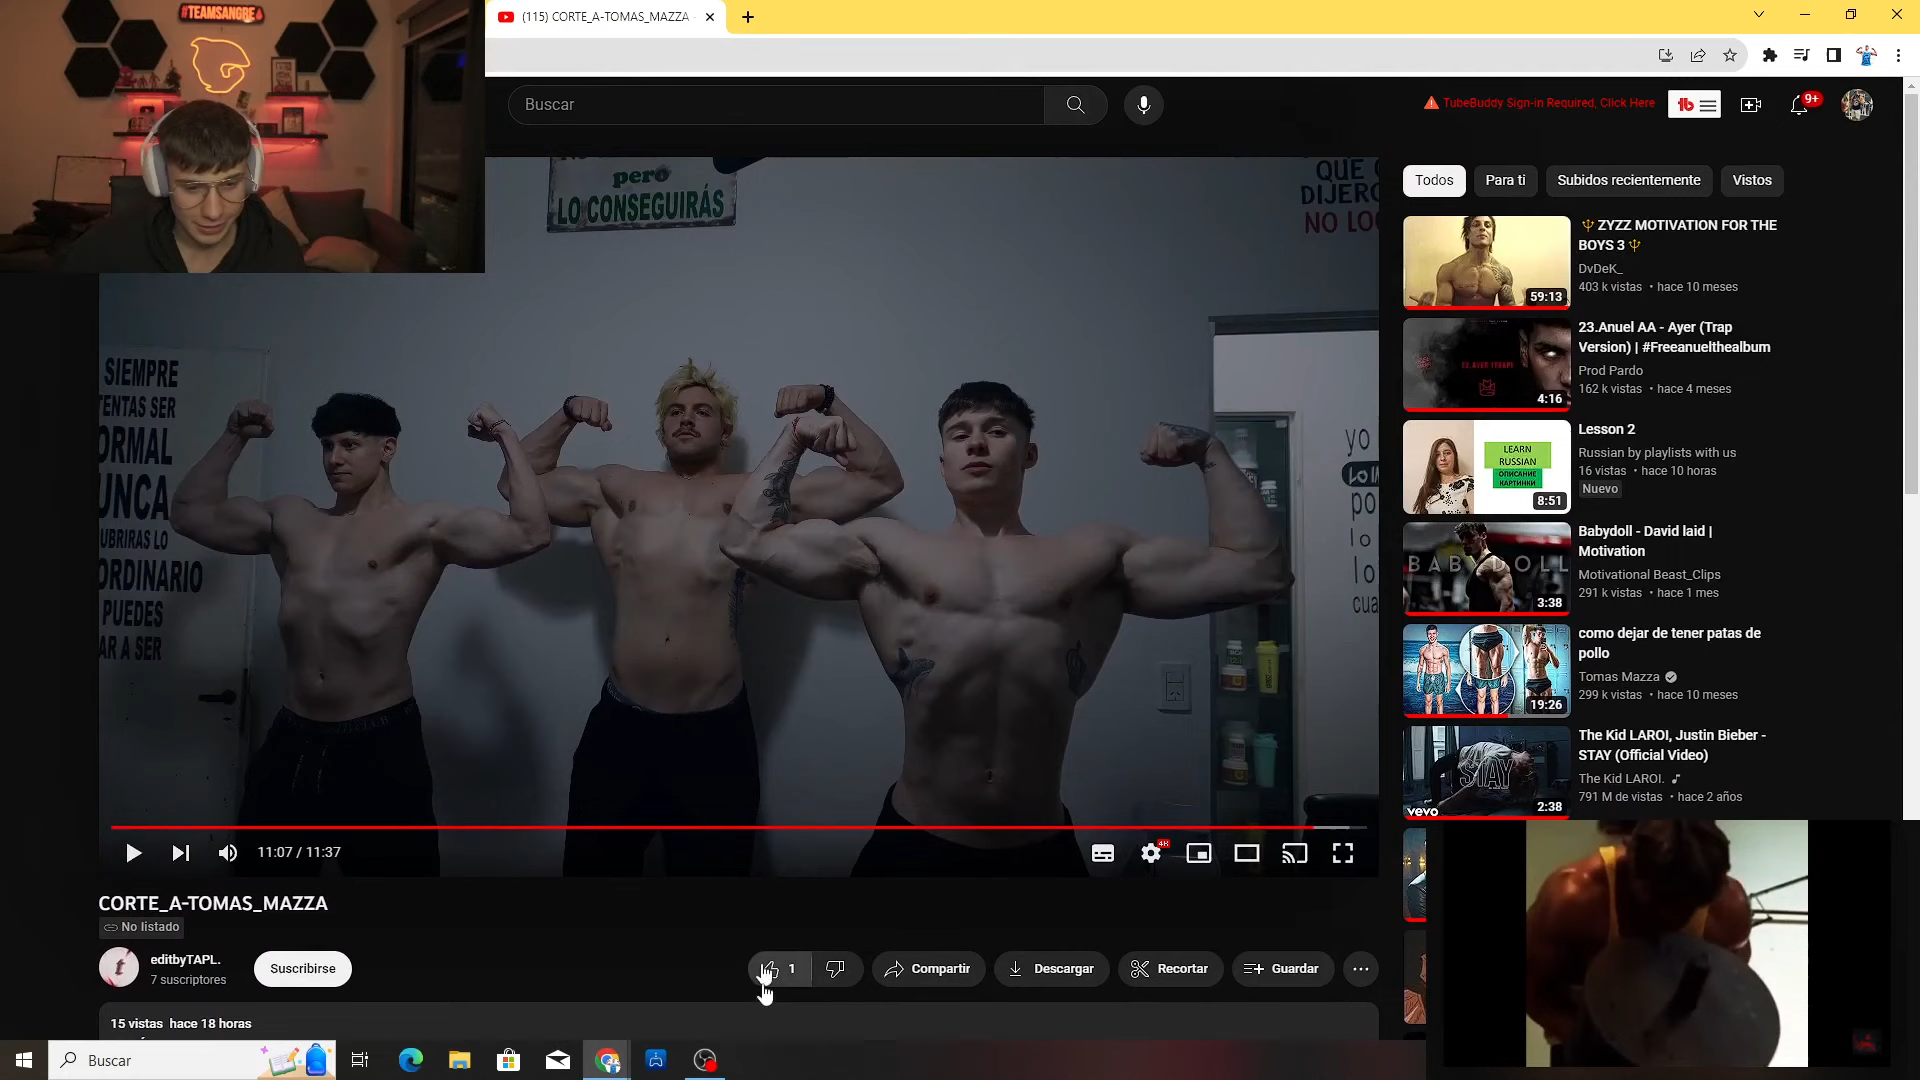 #TEAMSANGRE
(115) CORTE_A-TOMAS_MAZZA
Buscar
TubeBuddy Sign-in Required, Click Here
9+
pero
LO CONSEGUIRÁS
QUE
DIJER
NO LO
SIEMPRE
TENTAS SER
ORMAL
UNCA
UBRIRAS LO
ORDINARIO
PUEDES
AR A SER
yo
po
lo
lo
cua
Todos
Para ti
Subidos recientemente
Vistos
ZYZZ MOTIVATION FOR THE
BOYS 3
DvDeK_
403 k vistas • hace 10 meses
59:13
23.Anuel AA - Ayer (Trap
Version) | #Freeanuelthealbum
Prod Pardo
162 k vistas • hace 4 meses
4:16
Lesson 2
Russian by playlists with us
16 vistas • hace 10 horas
Nuevo
LEARN
RUSSIAN
ОПИСАНИЕ
КАРТИНКИ
8:51
Babydoll - David laid |
Motivation
Motivational Beast_Clips
291 k vistas • hace 1 mes
BABYDOLL
3:38
como dejar de tener patas de
pollo
Tomas Mazza
299 k vistas • hace 10 meses
19:26
The Kid LAROI, Justin Bieber -
STAY (Official Video)
The Kid LAROI.
791 M de vistas • hace 2 años
STAY
vevo
2:38
11:07 / 11:37
4K
CORTE_A-TOMAS_MAZZA
No listado
editbyTAPL.
7 suscriptores
Suscribirse
1
Compartir
Descargar
Recortar
Guardar
15 vistas hace 18 horas
Buscar